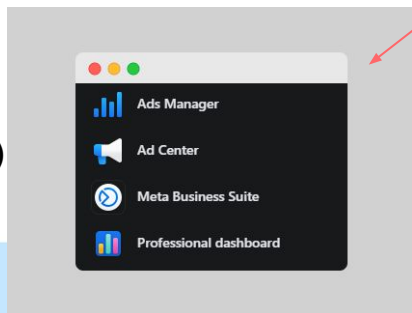 Ads Manager
Ad Center
Meta Business Suite
Professional dashboard